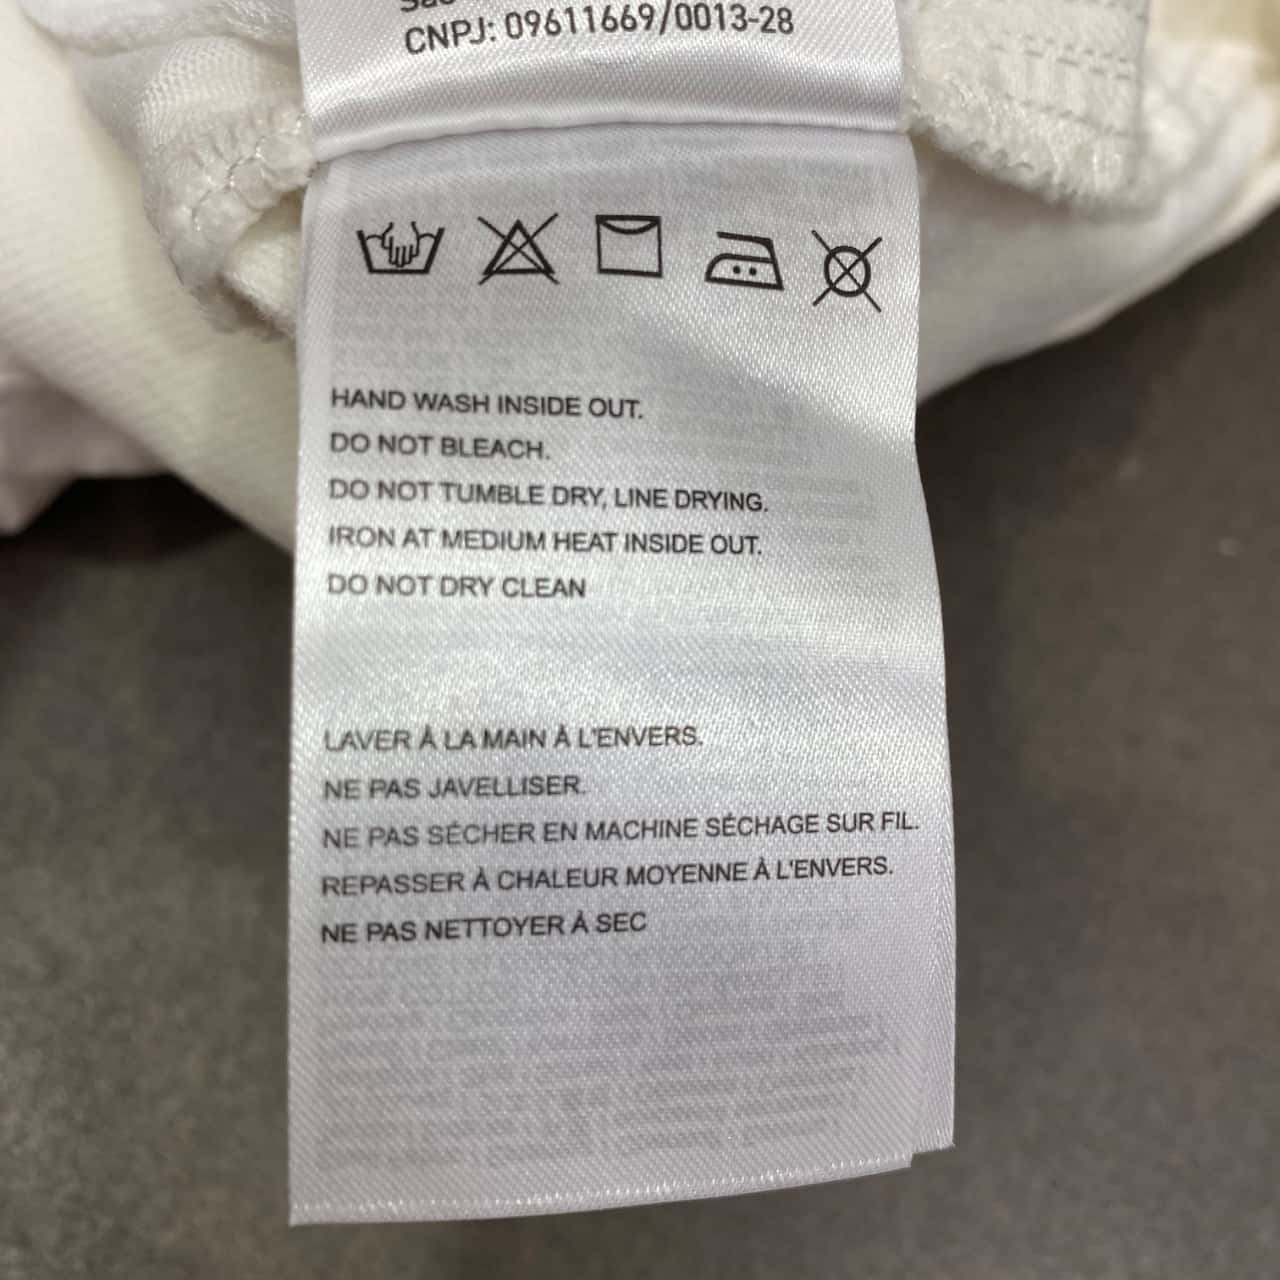 CNPJ: 09611669/0013-28
HAND WASH INSIDE OUT.
DO NOT BLEACH.
DO NOT TUMBLE DRY, LINE DRYING.
IRON AT MEDIUM HEAT INSIDE OUT.
DO NOT DRY CLEAN
LAVER À LA MAIN À L'ENVERS.
NE PAS JAVELLISER.
NE PAS SÉCHER EN MACHINE SÉCHAGE SUR FIL.
REPASSER À CHALEUR MOYENNE À L'ENVERS.
NE PAS NETTOYER À SEC